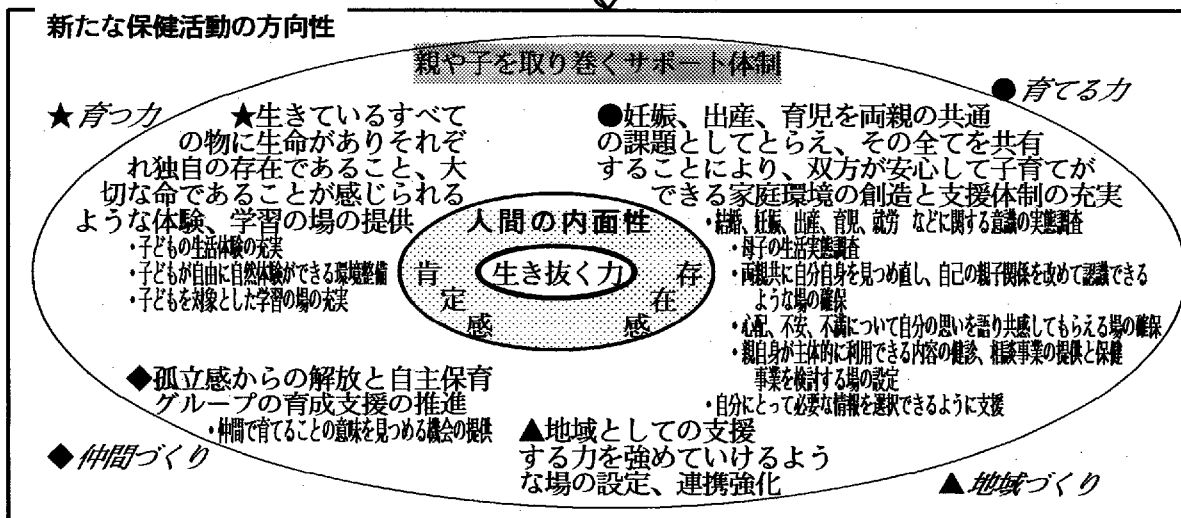 新たな保健活動の方向性
親や子を取り巻くサポート体制
★育つ力
★生きているすべて
の物に生命がありそれぞ
れ独自の存在であること、大
切な命であることが感じられる
ような体験、学習の場の提供
・子どもの生活体験の充実
・子どもが自由に自然体験ができる環境整備
・子どもを対象とした学習の場の充実
●育てる力
●妊娠、出産、育児を両親の共通
の課題としてとらえ、その全てを共有
することにより、双方が安心して子育てが
できる家庭環境の創造と支援体制の充実
・結婚、妊娠、出産、育児、就労 などに関する意識の実態調査
・母子の生活実態調査
・両親共に自分自身を見つめ直し、自己の親子関係を改めて認識できる
ような場の確保
・心配、不安、不満について自分の思いを語り共感してもらえる場の確保
・親自身が主体的に利用できる内容の健診、相談事業の提供と保健
事業を検討する場の設定
・自分にとって必要な情報を選択できるように支援
人間の内面性
生き抜く力
肯定感
存在感
◆孤立感からの解放と自主保育
グループの育成支援の推進
・仲間で育てることの意味を見つめる機会の提供
◆仲間づくり
▲地域としての支援
する力を強めていけるよう
な場の設定、連携強化
▲地域づくり